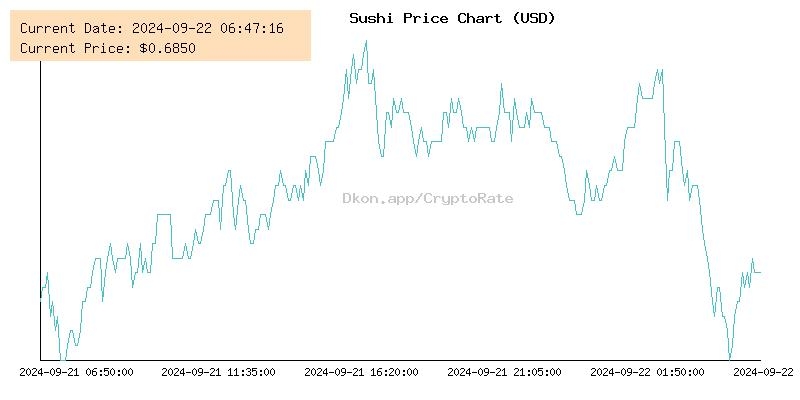 Sushi Price Chart (USD)
Current Date: 2024-09-22 06:47:16
Current Price: $0.6850
Dkon.app/CryptoRate
2024-09-21 06:50:00 2024-09-21 11:35:00 2024-09-21 16:20:00 2024-09-21 21:05:00 2024-09-22 01:50:00 2024-09-22